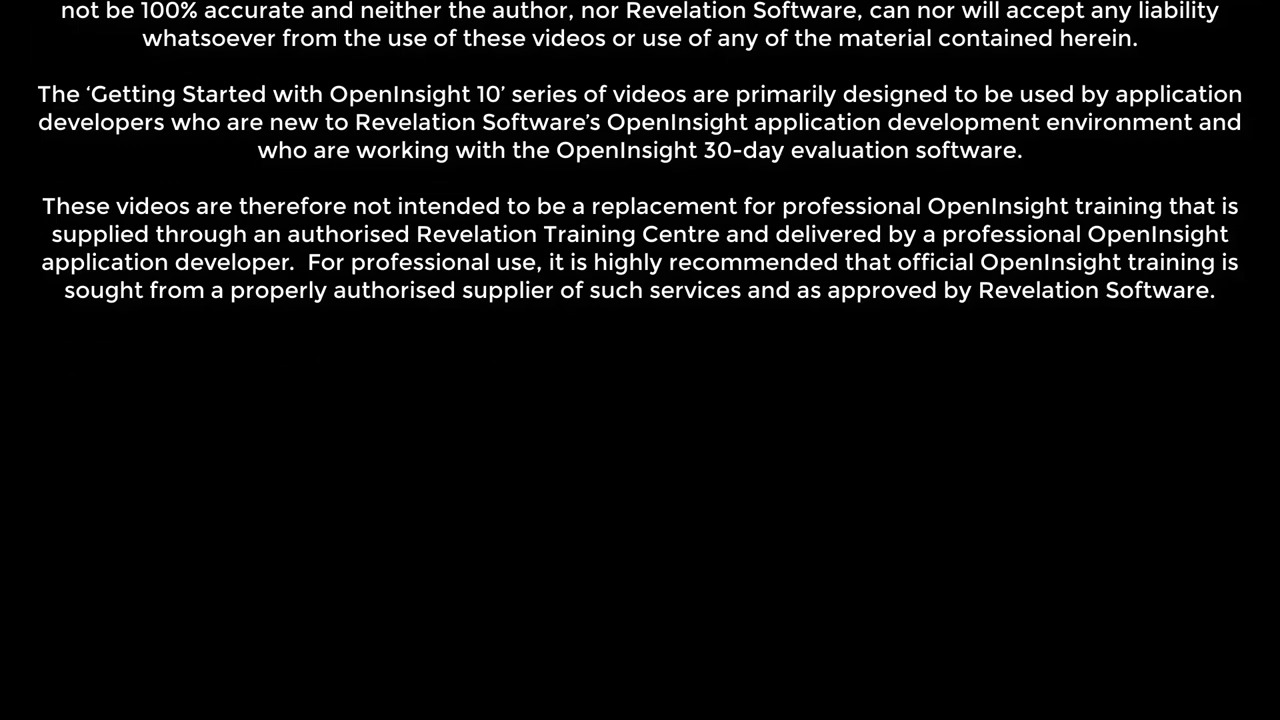 not be 100% accurate and neither the author, nor Revelation Software, can nor will accept any liability
whatsoever from the use of these videos or use of any of the material contained herein.
The ‘Getting Started with OpenInsight 10’ series of videos are primarily designed to be used by application
developers who are new to Revelation Software’s OpenInsight application development environment and
who are working with the OpenInsight 30-day evaluation software.
These videos are therefore not intended to be a replacement for professional OpenInsight training that is
supplied through an authorised Revelation Training Centre and delivered by a professional OpenInsight
application developer.  For professional use, it is highly recommended that official OpenInsight training is
sought from a properly authorised supplier of such services and as approved by Revelation Software.